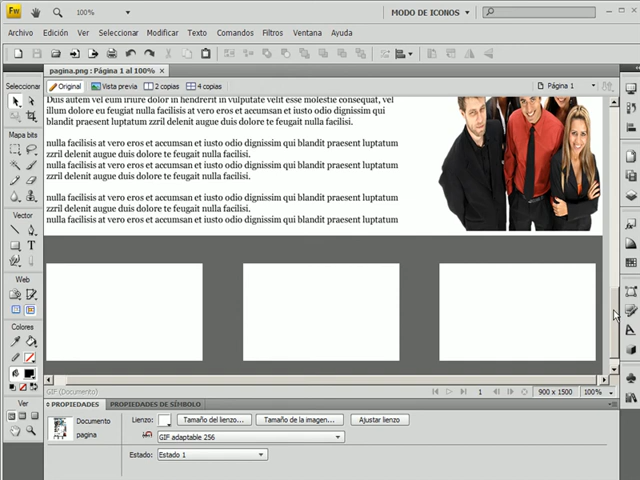 Fw
100%
MODO DE ICONOS
Archivo Edición Ver Seleccionar Modificar Texto Comandos Filtros Ventana Ayuda
pagina.png : Página 1 al 100%
Original Vista previa 2 copias 4 copias Página 1
Seleccionar
Mapa bits
Vector
Web
Colores
Ver
Duis autem vel eum iriure dolor in hendrerit in vulputate velit esse molestie consequat, vel
illum dolore eu feugiat nulla facilisis at vero eros et accumsan et iusto odio dignissim qui
blandit praesent luptatum zzril delenit augue duis dolore te feugait nulla facilisi.
nulla facilisis at vero eros et accumsan et iusto odio dignissim qui blandit praesent luptatum
zzril delenit augue duis dolore te feugait nulla facilisi.
nulla facilisis at vero eros et accumsan et iusto odio dignissim qui blandit praesent luptatum
zzril delenit augue duis dolore te feugait nulla facilisi.
nulla facilisis at vero eros et accumsan et iusto odio dignissim qui blandit praesent luptatum
zzril delenit augue duis dolore te feugait nulla facilisi.
nulla facilisis at vero eros et accumsan et iusto odio dignissim qui blandit praesent luptatum
GIF (Documento)
1
900 x 1500
100%
PROPIEDADES PROPIEDADES DE SÍMBOLO
Documento
pagina
Lienzo: Tamaño del lienzo... Tamaño de la imagen... Ajustar lienzo
GIF adaptable 256
Estado: Estado 1